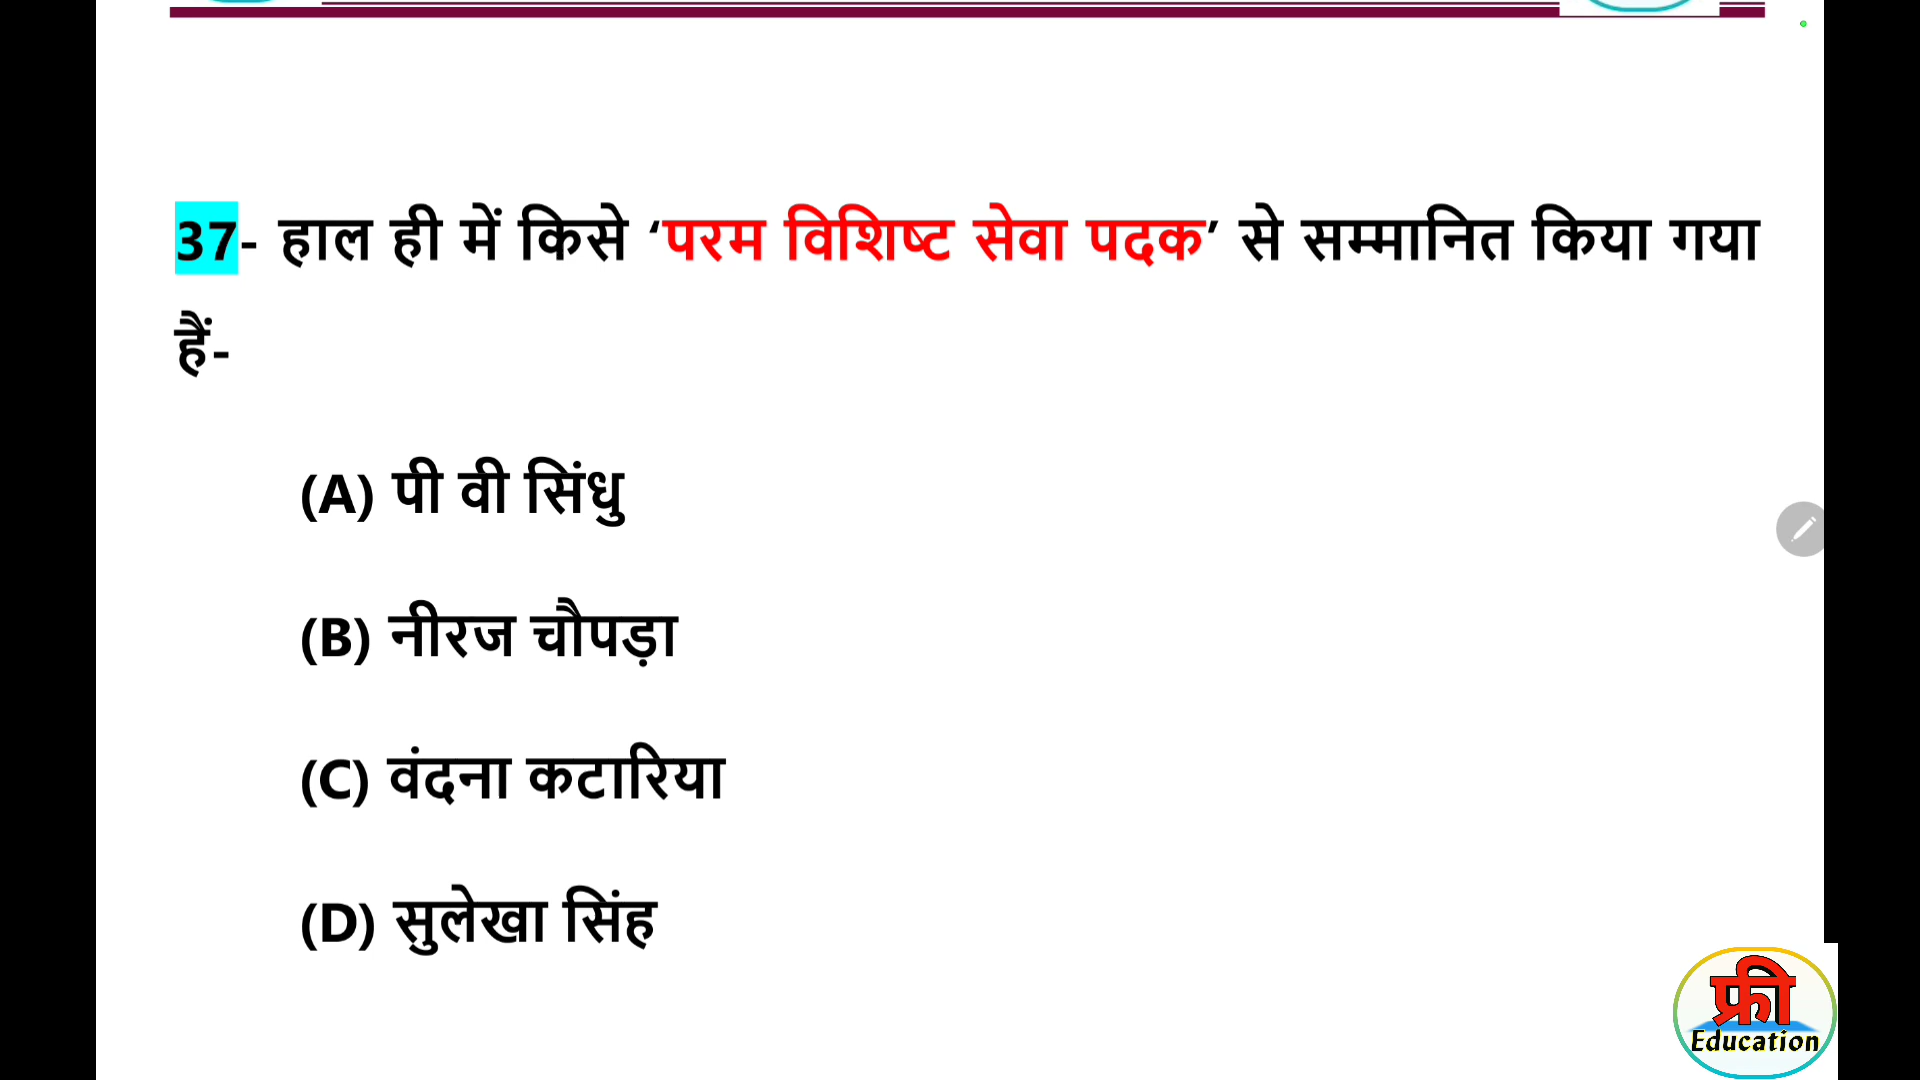 37- हाल ही में किसे ‘परम विशिष्ट सेवा पदक’ से सम्मानित किया गया
हैं-
(A) पी वी सिंधु
(B) नीरज चौपड़ा
(C) वंदना कटारिया
(D) सुलेखा सिंह
फ्री
Education